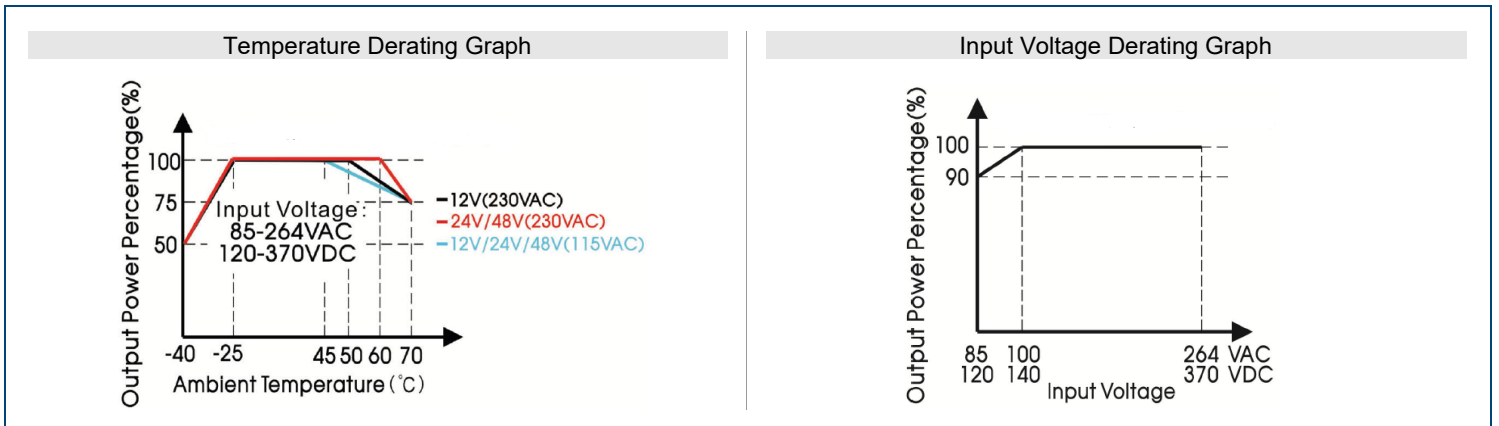 Temperature Derating Graph
Output Power Percentage(%)
100
75
50
Input Voltage:
85-264VAC
120-370VDC
-12V(230VAC)
-24V/48V(230VAC)
-12V/24V/48V(115VAC)
-40 -25 45 50 60 70
Ambient Temperature (℃)
Input Voltage Derating Graph
Output Power Percentage(%)
100
90
85 100 264 VAC
120 140 370 VDC
Input Voltage